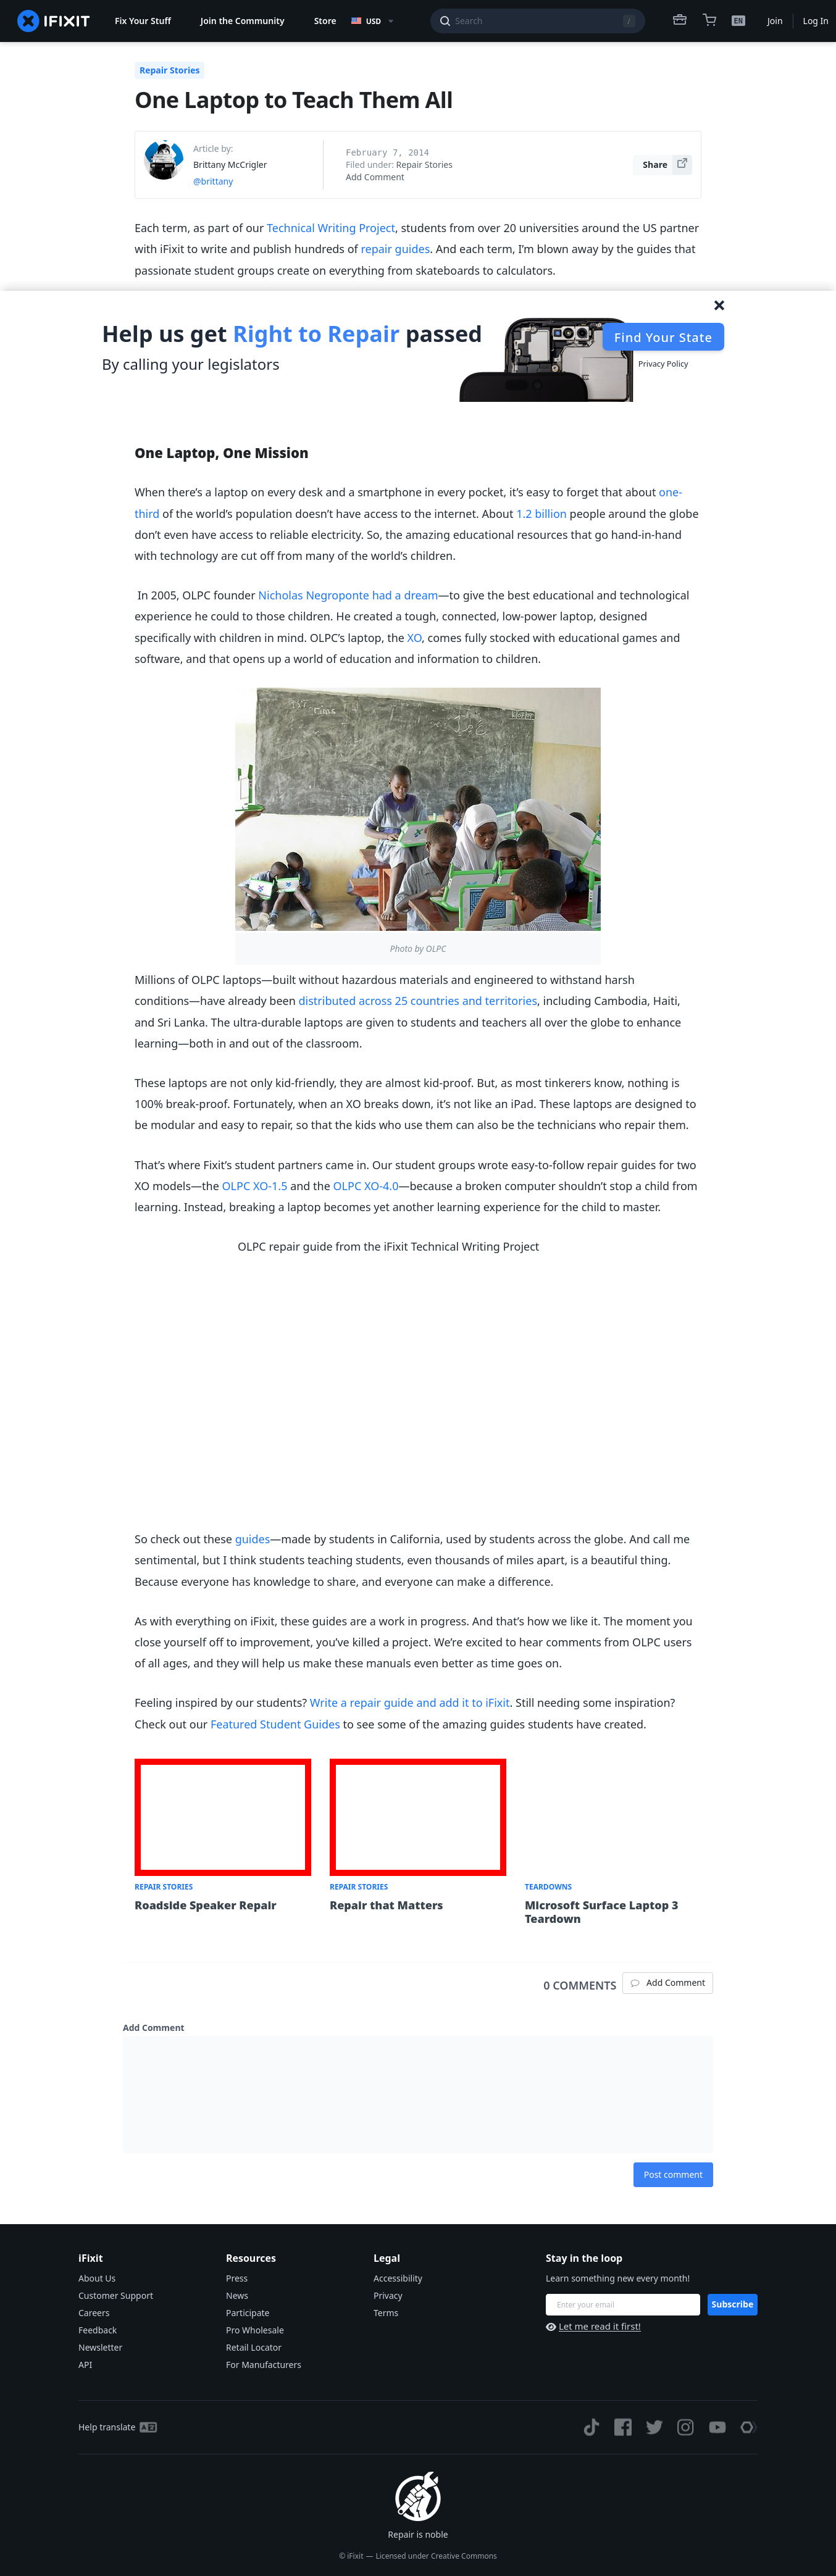 IFIXIT
Fix Your Stuff
Join the Community
Store
USD
Search
/
EN
Join
Log In
Repair Stories
One Laptop to Teach Them All
Article by:
Brittany McCrigler
@brittany
February 7, 2014
Filed under: Repair Stories
Add Comment
Share
Each term, as part of our Technical Writing Project, students from over 20 universities around the US partner
with iFixit to write and publish hundreds of repair guides. And each term, I’m blown away by the guides that
passionate student groups create on everything from skateboards to calculators.
Help us get Right to Repair passed
By calling your legislators
Find Your State
Privacy Policy
One Laptop, One Mission
When there’s a laptop on every desk and a smartphone in every pocket, it’s easy to forget that about one-
third of the world’s population doesn’t have access to the internet. About 1.2 billion people around the globe
don’t even have access to reliable electricity. So, the amazing educational resources that go hand-in-hand
with technology are cut off from many of the world’s children.
In 2005, OLPC founder Nicholas Negroponte had a dream—to give the best educational and technological
experience he could to those children. He created a tough, connected, low-power laptop, designed
specifically with children in mind. OLPC’s laptop, the XO, comes fully stocked with educational games and
software, and that opens up a world of education and information to children.
Photo by OLPC
Millions of OLPC laptops—built without hazardous materials and engineered to withstand harsh
conditions—have already been distributed across 25 countries and territories, including Cambodia, Haiti,
and Sri Lanka. The ultra-durable laptops are given to students and teachers all over the globe to enhance
learning—both in and out of the classroom.
These laptops are not only kid-friendly, they are almost kid-proof. But, as most tinkerers know, nothing is
100% break-proof. Fortunately, when an XO breaks down, it’s not like an iPad. These laptops are designed to
be modular and easy to repair, so that the kids who use them can also be the technicians who repair them.
That’s where Fixit’s student partners came in. Our student groups wrote easy-to-follow repair guides for two
XO models—the OLPC XO-1.5 and the OLPC XO-4.0—because a broken computer shouldn’t stop a child from
learning. Instead, breaking a laptop becomes yet another learning experience for the child to master.
OLPC repair guide from the iFixit Technical Writing Project
So check out these guides—made by students in California, used by students across the globe. And call me
sentimental, but I think students teaching students, even thousands of miles apart, is a beautiful thing.
Because everyone has knowledge to share, and everyone can make a difference.
As with everything on iFixit, these guides are a work in progress. And that’s how we like it. The moment you
close yourself off to improvement, you’ve killed a project. We’re excited to hear comments from OLPC users
of all ages, and they will help us make these manuals even better as time goes on.
Feeling inspired by our students? Write a repair guide and add it to iFixit. Still needing some inspiration?
Check out our Featured Student Guides to see some of the amazing guides students have created.
REPAIR STORIES
Roadside Speaker Repair
REPAIR STORIES
Repair that Matters
TEARDOWNS
Microsoft Surface Laptop 3
Teardown
0 COMMENTS
Add Comment
Add Comment
Post comment
iFixit
About Us
Customer Support
Careers
Feedback
Newsletter
API
Resources
Press
News
Participate
Pro Wholesale
Retail Locator
For Manufacturers
Legal
Accessibility
Privacy
Terms
Stay in the loop
Learn something new every month!
Enter your email
Subscribe
Let me read it first!
Help translate
Repair is noble
© iFixit — Licensed under Creative Commons